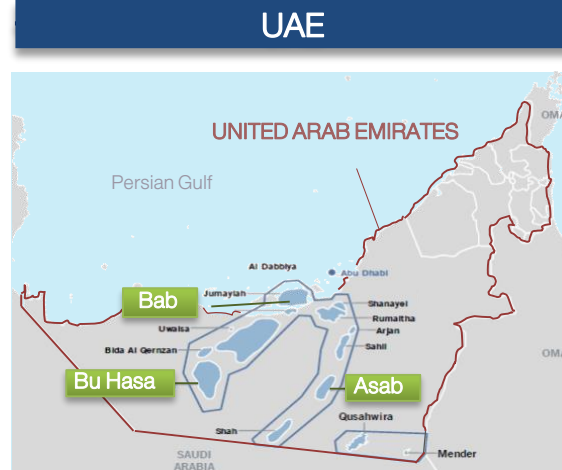 UAE
OMA
UNITED ARAB EMIRATES
Persian Gulf
Al Dabbiya
Abu Dhabi
Jumaylah
Bab
Shanayel
Rumaitha
Arjan
Uwaisa
Sahil
Bida Al Qemzan
OMA
Bu Hasa
Asab
Qusahwira
Shah
Mender
SAUDI
ARABIA